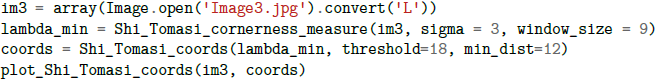 im3 = array(Image.open('Image3.jpg').convert('L'))
lambda_min = Shi_Tomasi_cornerness_measure(im3, sigma = 3, window_size = 9)
coords = Shi_Tomasi_coords(lambda_min, threshold=18, min_dist=12)
plot_Shi_Tomasi_coords(im3, coords)